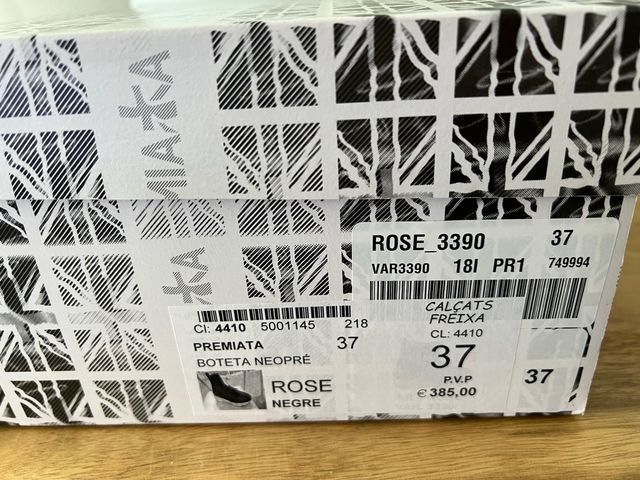 ROSE_3390 37
VAR3390 18I PR1 749994
CI: 4410 5001145 218
PREMIATA 37
BOTETA NEOPRÉ
ROSE
NEGRE
CALÇATS
FREIXA
CL: 4410
37
P.V.P
€ 385,00
37